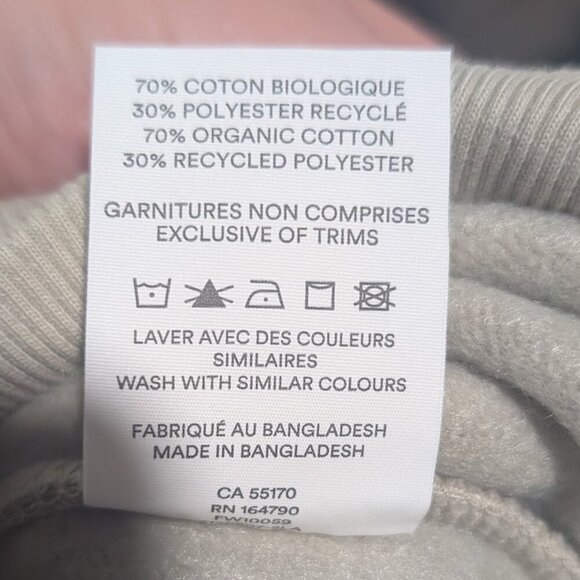 70% COTON BIOLOGIQUE
30% POLYESTER RECYCLÉ
70% ORGANIC COTTON
30% RECYCLED POLYESTER
GARNITURES NON COMPRISES
EXCLUSIVE OF TRIMS
LAVER AVEC DES COULEURS
SIMILAIRES
WASH WITH SIMILAR COLOURS
FABRIQUÉ AU BANGLADESH
MADE IN BANGLADESH
CA 55170
RN 164790
FW10059